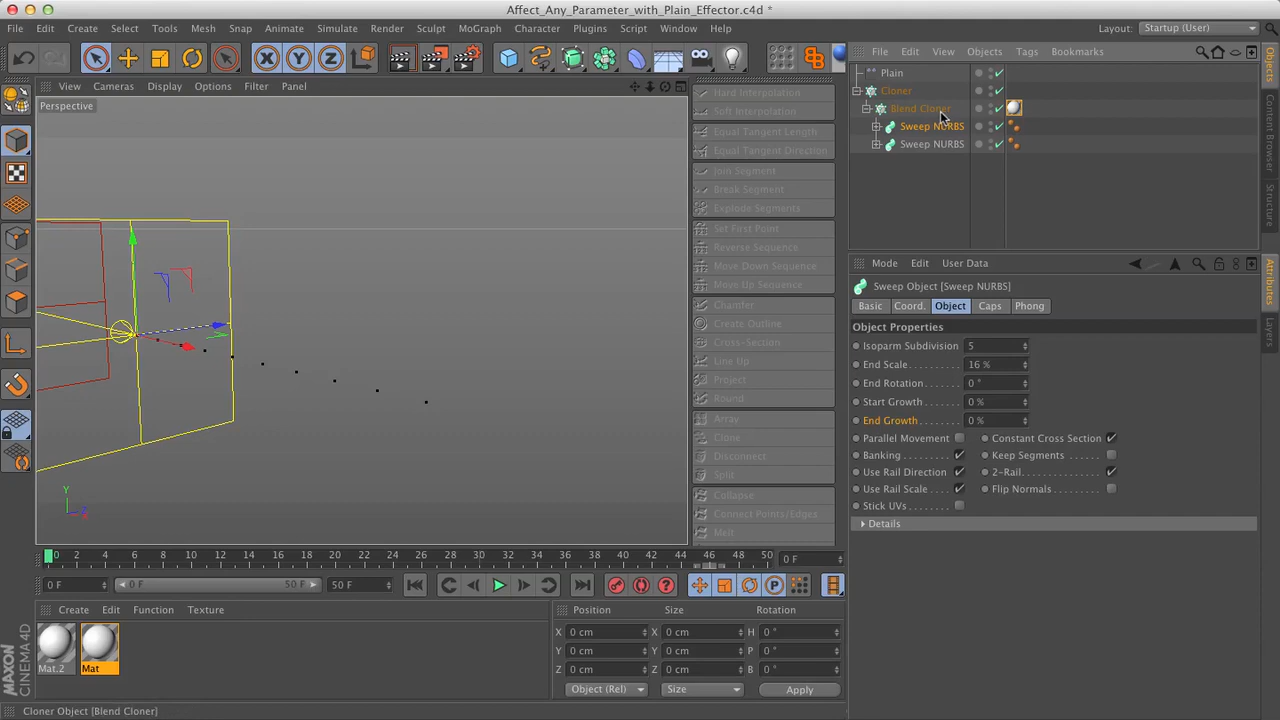 Affect_Any_Parameter_with_Plain_Effector.c4d *
File Edit Create Select Tools Snap Animate Simulate Render Sculpt MoGraph Character Plugins Script Window Help
Layout: Startup (User)
X Y Z
View Cameras Display Options Filter Panel
Perspective
Y
Z
X
Hard Interpolation
Soft Interpolation
Equal Tangent Length
Equal Tangent Direction
Join Segment
Break Segment
Explode Segments
Set First Point
Reverse Sequence
Move Down Sequence
Move Up Sequence
Chamfer
Create Outline
Cross-Section
Line Up
Project
Round
Array
Clone
Disconnect
Split
Collapse
Connect Points/Edges
Melt
File Edit View Objects Tags Bookmarks
Plain
Cloner
Blend Cloner
Sweep NURBS
Sweep NURBS
Objects
Content Browser
Structure
Mode Edit User Data
Sweep Object [Sweep NURBS]
Basic Coord. Object Caps Phong
Object Properties
Isoparm Subdivision 5
End Scale 16 %
End Rotation 0 °
Start Growth 0 %
End Growth 0 %
Parallel Movement Constant Cross Section
Banking Keep Segments
Use Rail Direction 2-Rail
Use Rail Scale Flip Normals
Stick UVs
Details
Attributes
Layers
0 2 4 6 8 10 12 14 16 18 20 22 24 26 28 30 32 34 36 38 40 42 44 46 48 50 0 F
0 F 0 F 50 F 50 F
P
Create Edit Function Texture
Mat.2
Mat
Position Size Rotation
X 0 cm X 0 cm H 0 °
Y 0 cm Y 0 cm P 0 °
Z 0 cm Z 0 cm B 0 °
Object (Rel) Size Apply
MAXON
CINEMA 4D
Cloner Object [Blend Cloner]